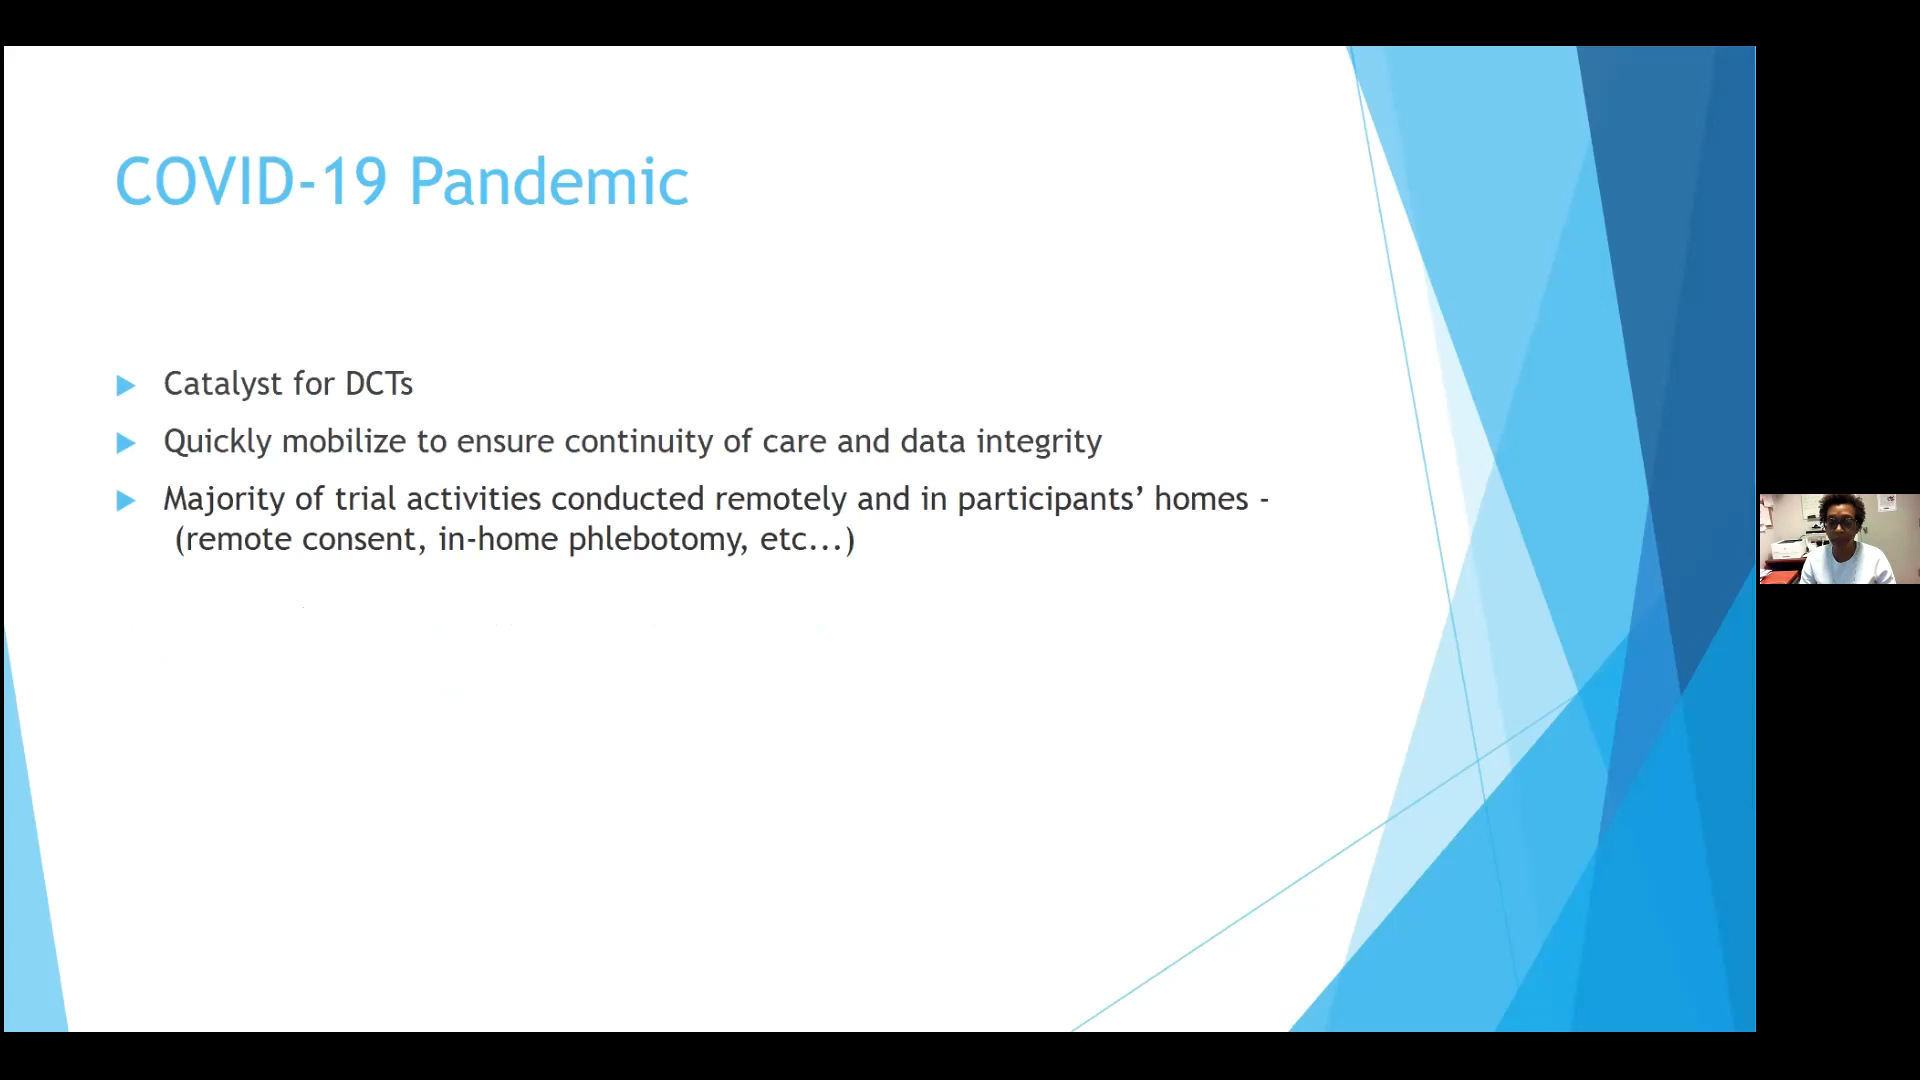 COVID-19 Pandemic
Catalyst for DCTs
Quickly mobilize to ensure continuity of care and data integrity
Majority of trial activities conducted remotely and in participants’ homes -
(remote consent, in-home phlebotomy, etc...)